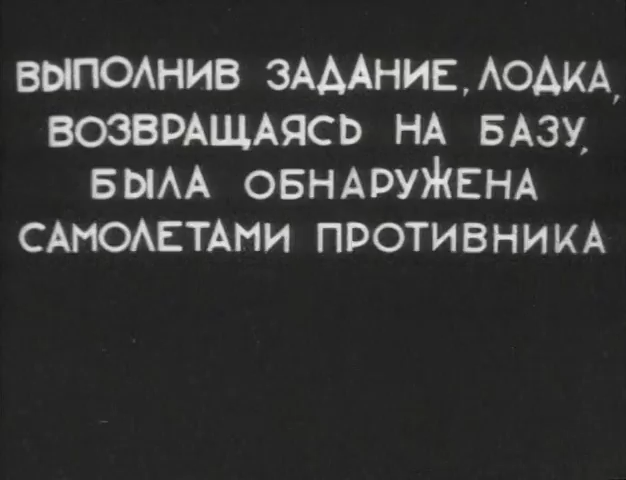 ВЫПОЛНИВ ЗАДАНИЕ, ЛОДКА,
ВОЗВРАЩАЯСЬ НА БАЗУ,
БЫЛА ОБНАРУЖЕНА
САМОЛЕТАМИ ПРОТИВНИКА